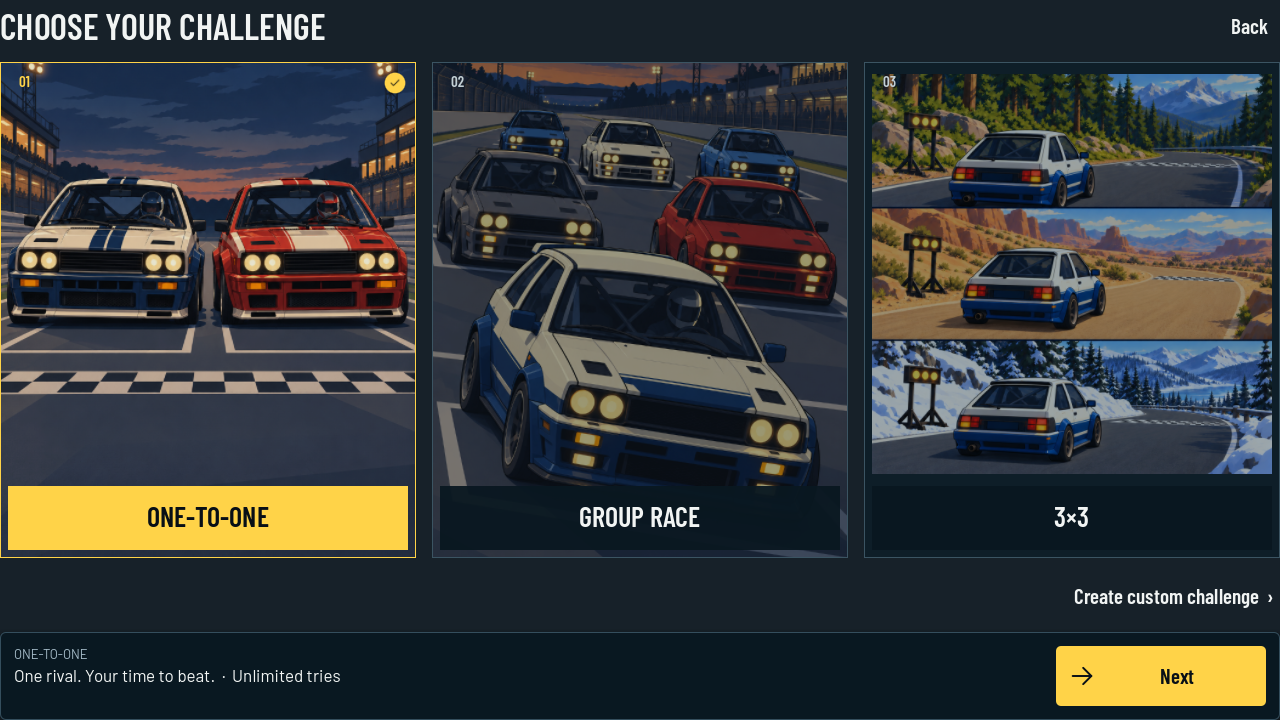 CHOOSE YOUR CHALLENGE
Back
01
02
03
ONE-TO-ONE
GROUP RACE
3×3
Create custom challenge ›
ONE-TO-ONE
One rival. Your time to beat. · Unlimited tries
Next